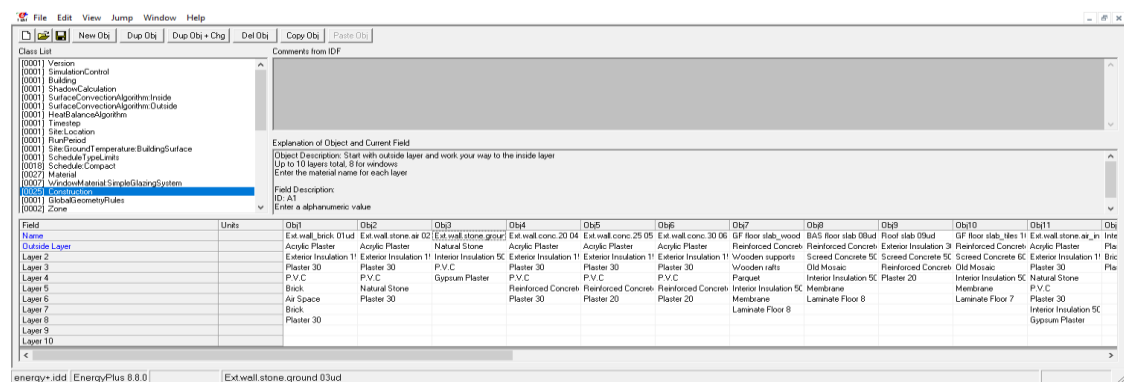 File Edit View Jump Window Help
New Obj Dup Obj Dup Obj + Chg Del Obj Copy Obj Paste Obj
Class List
[0001] Version
[0001] SimulationControl
[0001] Building
[0001] ShadowCalculation
[0001] SurfaceConvectionAlgorithm:Inside
[0001] SurfaceConvectionAlgorithm:Outside
[0001] HeatBalanceAlgorithm
[0001] Timestep
[0001] Site:Location
[0001] RunPeriod
[0001] Site:GroundTemperature:BuildingSurface
[0001] ScheduleTypeLimits
[0018] Schedule:Compact
[0027] Material
[0007] WindowMaterial:SimpleGlazingSystem
[0025] Construction
[0001] GlobalGeometryRules
[0002] Zone
Comments from IDF
Explanation of Object and Current Field
Object Description: Start with outside layer and work your way to the inside layer
Up to 10 layers total, 8 for windows
Enter the material name for each layer
Field Description:
ID: A1
Enter a alphanumeric value
Field Units Obj1 Obj2 Obj3 Obj4 Obj5 Obj6 Obj7 Obj8 Obj9 Obj10 Obj11 Obj
Name Ext.wall_brick 01ud Ext.wall.stone.air 02 Ext.wall.stone.groun Ext.wall.conc.20 04 Ext.wall.conc.25 05 Ext.wall.conc.30 06 GF floor slab_wood BAS floor slab 08ud Roof slab 09ud GF floor slab_tiles 1 Ext.wall.stone.air_in Inte
Outside Layer Acrylic Plaster Acrylic Plaster Natural Stone Acrylic Plaster Acrylic Plaster Acrylic Plaster Reinforced Concret Reinforced Concret Exterior Insulation 3 Reinforced Concret Acrylic Plaster Pla
Layer 2 Exterior Insulation 1 Exterior Insulation 1 Interior Insulation 5C Exterior Insulation 1 Exterior Insulation 1 Exterior Insulation 1 Wooden supports Screed Concrete 5C Screed Concrete 5C Screed Concrete 6C Exterior Insulation 1 Bric
Layer 3 Plaster 30 Plaster 30 P.V.C Plaster 30 Plaster 30 Plaster 30 Wooden rafts Old Mosaic Reinforced Concret Old Mosaic Plaster 30 Pla
Layer 4 P.V.C P.V.C Gypsum Plaster P.V.C P.V.C P.V.C Parquet Interior Insulation 5C Plaster 20 Interior Insulation 5C Natural Stone
Layer 5 Brick Natural Stone Reinforced Concret Reinforced Concret Reinforced Concret Interior Insulation 5C Membrane Membrane P.V.C
Layer 6 Air Space Plaster 30 Plaster 30 Plaster 20 Plaster 20 Membrane Laminate Floor 8 Laminate Floor 7 Plaster 30
Layer 7 Brick Laminate Floor 8 Interior Insulation 5C
Layer 8 Plaster 30 Gypsum Plaster
Layer 9
Layer 10
energy+.idd EnergyPlus 8.8.0 Ext.wall.stone.ground 03ud